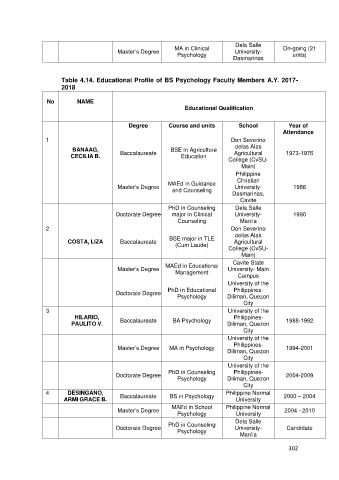 Master's Degree
MA in Clinical
Psychology
Dela Salle
University-
Dasmarinas
On-going (21
units)
Table 4.14. Educational Profile of BS Psychology Faculty Members A.Y. 2017-
2018
No
NAME
Educational Qualification
Degree
Course and units
School
Year of
Attendance
1
BANAAG,
CECILIA B.
Baccalaureate
BSE in Agriculture
Education
Don Severino
delas Alas
Agricultural
College (CvSU-
Main)
1973-1976
Master's Degree
MAEd in Guidance
and Counseling
Philippine
Christian
University-
Dasmarinas,
Cavite
1986
Doctorate Degree
PhD in Counseling
major in Clinical
Counseling
Dela Salle
University-
Manila
1990
2
COSTA, LIZA
Baccalaureate
BSE major in TLE
(Cum Laude)
Don Severino
delas Alas
Agricultural
College (CvSU-
Main)
Master's Degree
MAEd in Educational
Management
Cavite State
University- Main
Campus
Doctorate Degree
PhD in Educational
Psychology
University of the
Philippines-
Diliman, Quezon
City
3
HILARIO,
PAULITO V.
Baccalaureate
BA Psychology
University of the
Philippines-
Diliman, Quezon
City
1988-1992
Master's Degree
MA in Psychology
University of the
Philippines-
Diliman, Quezon
City
1994-2001
Doctorate Degree
PhD in Counseling
Psychology
University of the
Philippines-
Diliman, Quezon
City
2004-2009
4
DESINGANO,
ARMI GRACE B.
Baccalaureate
BS in Psychology
Philippine Normal
University
2000 – 2004
Master's Degree
MAEd in School
Psychology
Philippine Normal
University
2004 - 2010
Doctorate Degree
PhD in Counseling
Psychology
Dela Salle
University-
Manila
Candidate
302